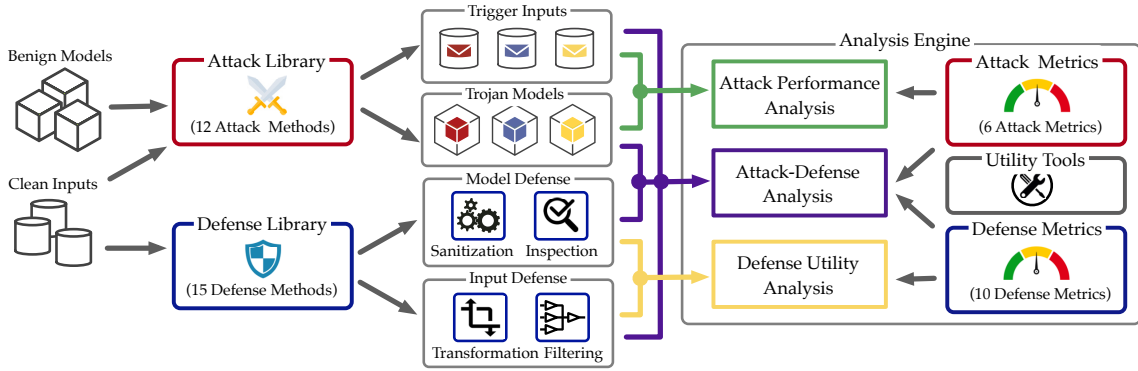 Benign Models
Clean Inputs
Attack Library
(12 Attack Methods)
Defense Library
(15 Defense Methods)
Trigger Inputs
Trojan Models
Model Defense
Sanitization
Inspection
Input Defense
Transformation
Filtering
Analysis Engine
Attack Performance
Analysis
Attack-Defense
Analysis
Defense Utility
Analysis
Attack Metrics
(6 Attack Metrics)
Utility Tools
Defense Metrics
(10 Defense Metrics)